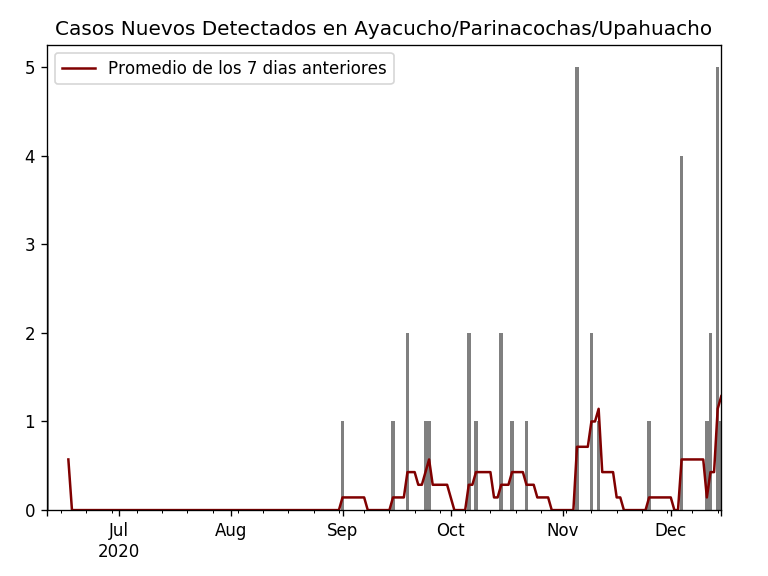 Casos Nuevos Detectados en Ayacucho/Parinacochas/Upahuacho
Promedio de los 7 dias anteriores
5
4
3
2
1
0
Jul Aug Sep Oct Nov Dec
2020